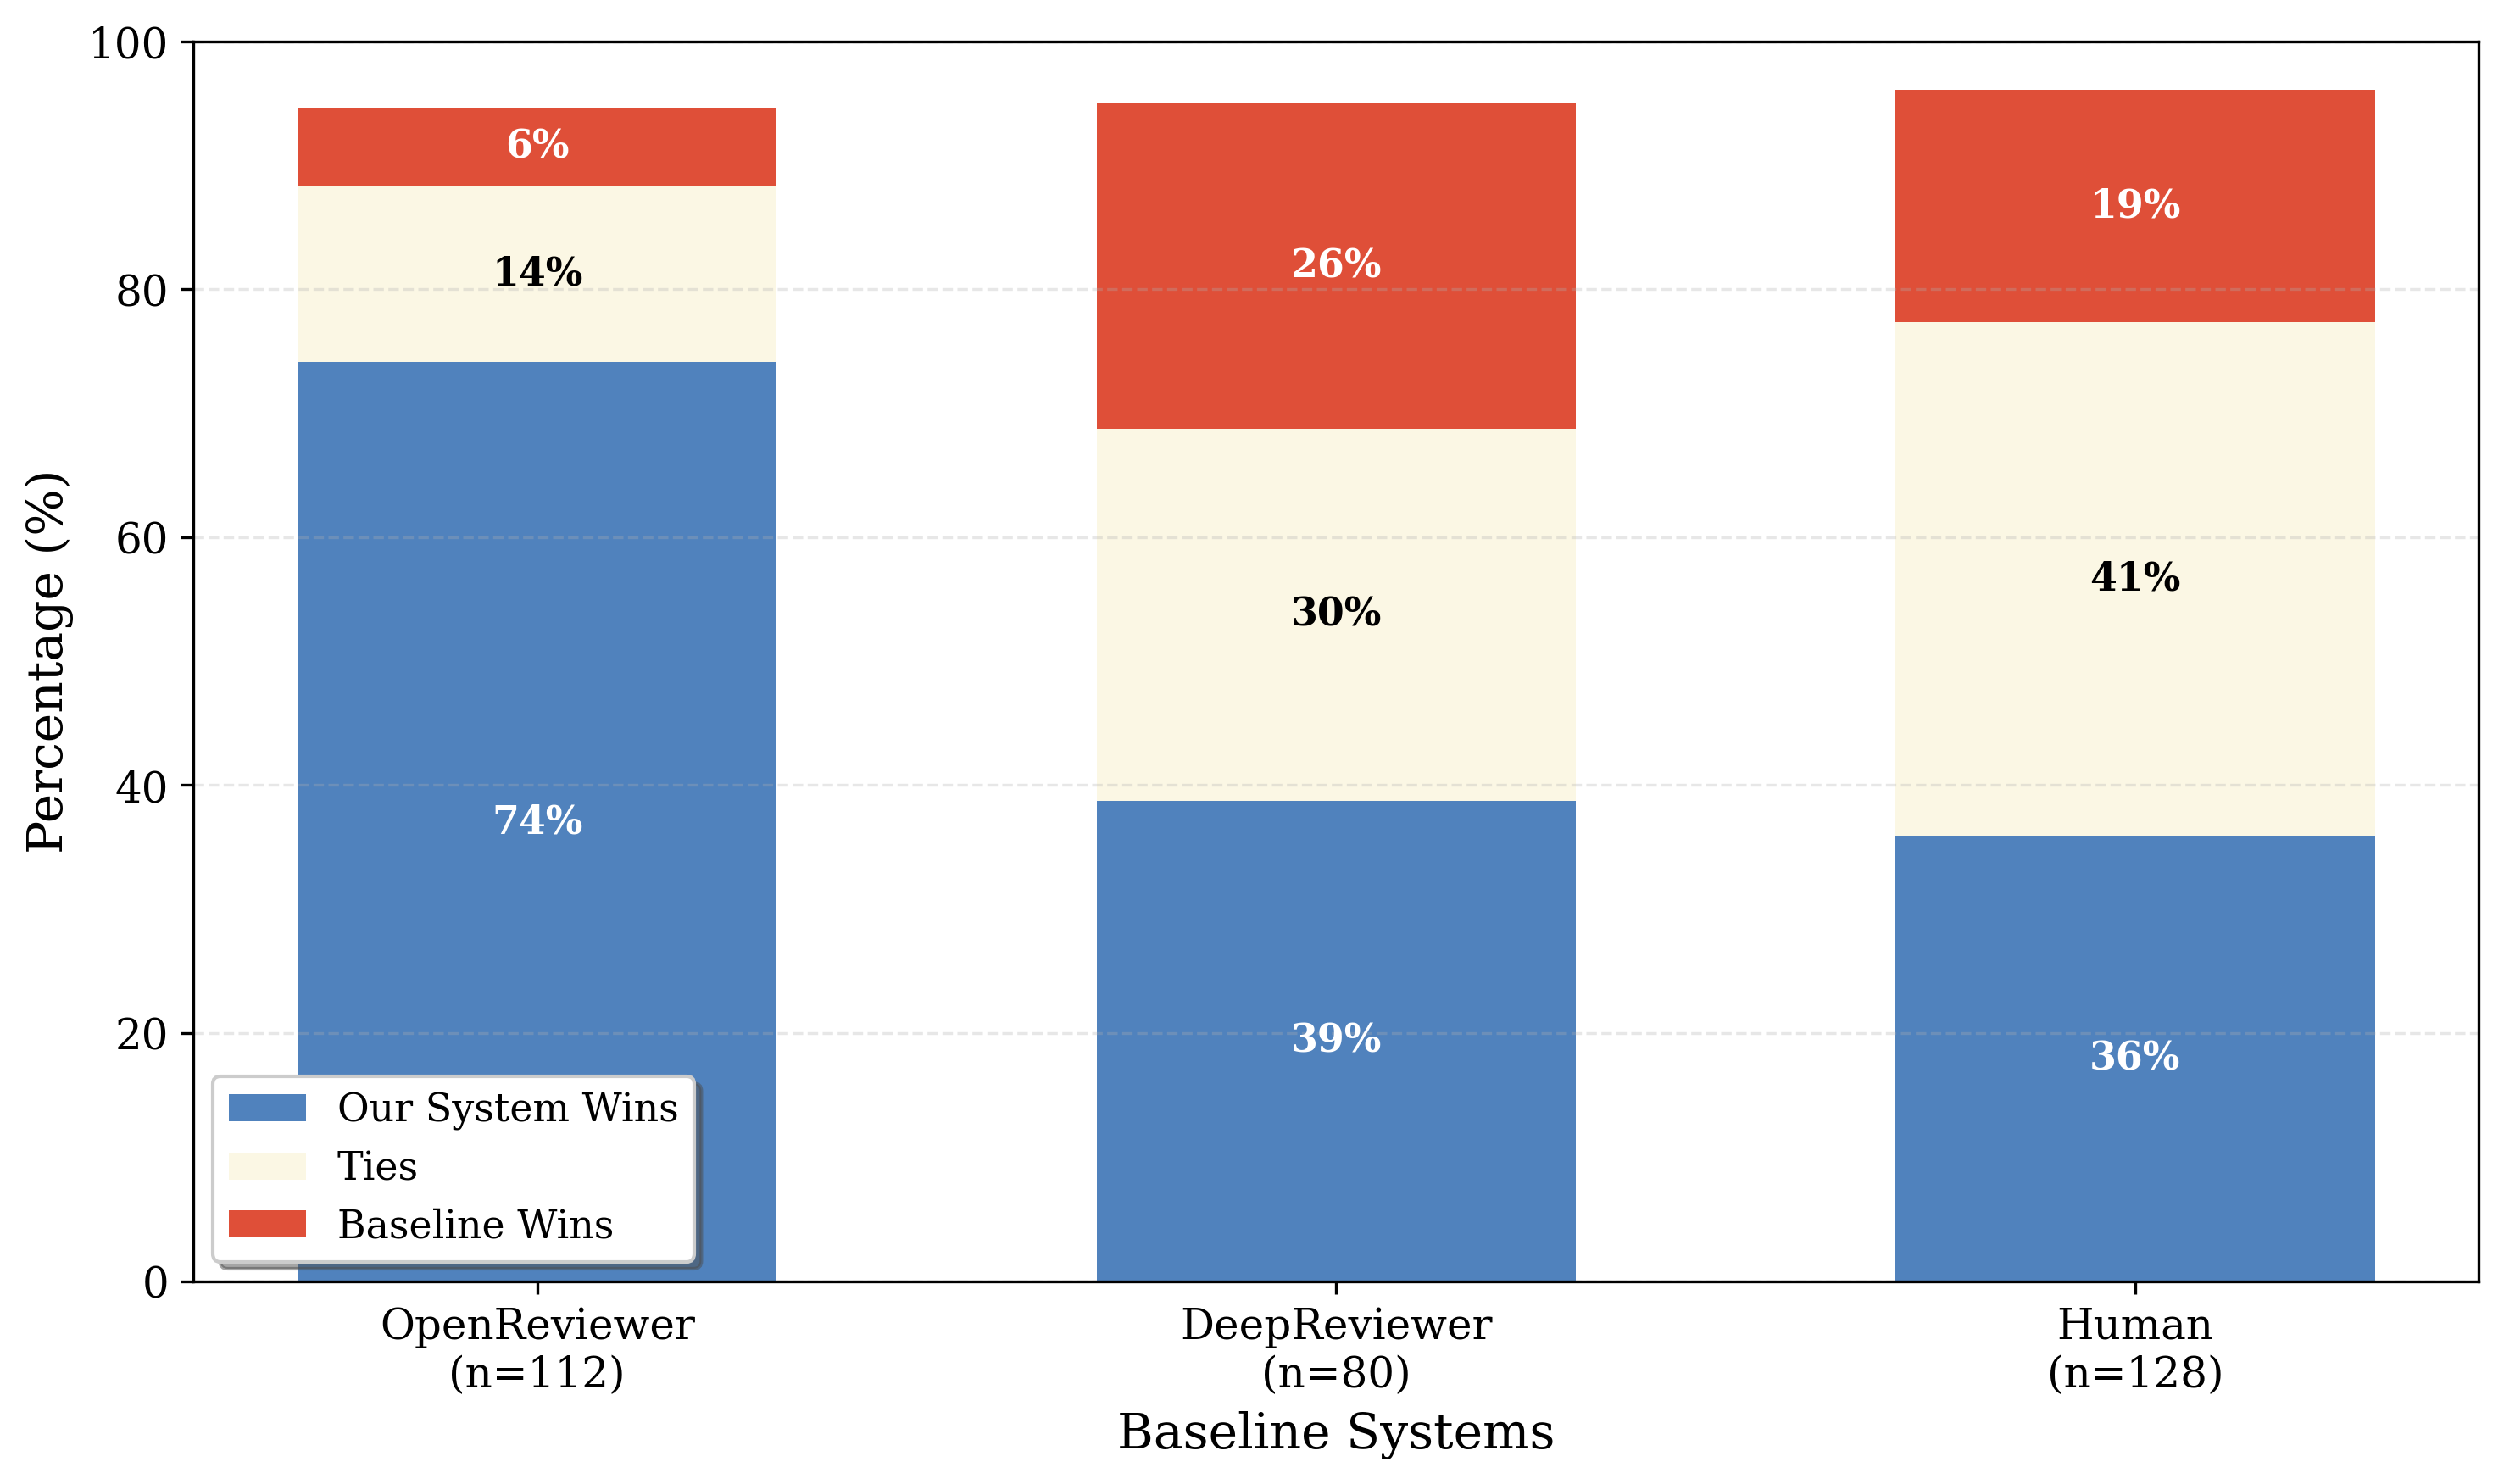 100
80
60
40
20
0
Percentage (%)
6%
14%
74%
26%
30%
39%
19%
41%
36%
Our System Wins
Ties
Baseline Wins
OpenReviewer
(n=112)
DeepReviewer
(n=80)
Human
(n=128)
Baseline Systems